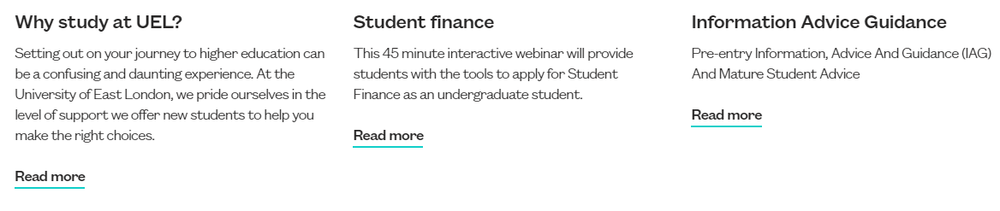 Why study at UEL?
Setting out on your journey to higher education can
be a confusing and daunting experience. At the
University of East London, we pride ourselves in the
level of support we offer new students to help you
make the right choices.
Read more
Student finance
This 45 minute interactive webinar will provide
students with the tools to apply for Student
Finance as an undergraduate student.
Read more
Information Advice Guidance
Pre-entry Information, Advice And Guidance (IAG)
And Mature Student Advice
Read more